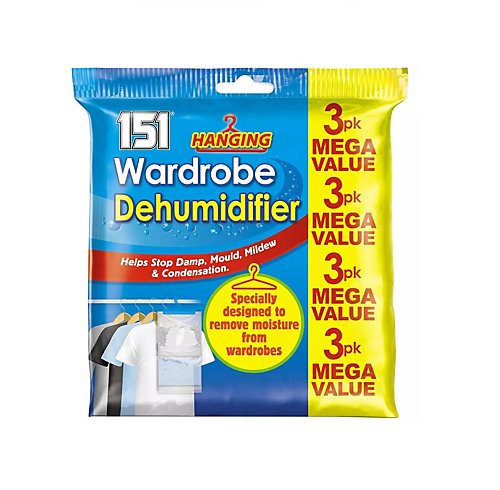 151®
HANGING
Wardrobe
Dehumidifier
Helps Stop Damp, Mould, Mildew
& Condensation.
Specially
designed to
remove moisture
from
wardrobes
3pk
MEGA
VALUE
3pk
MEGA
VALUE
3pk
MEGA
VALUE
3pk
MEGA
VALUE